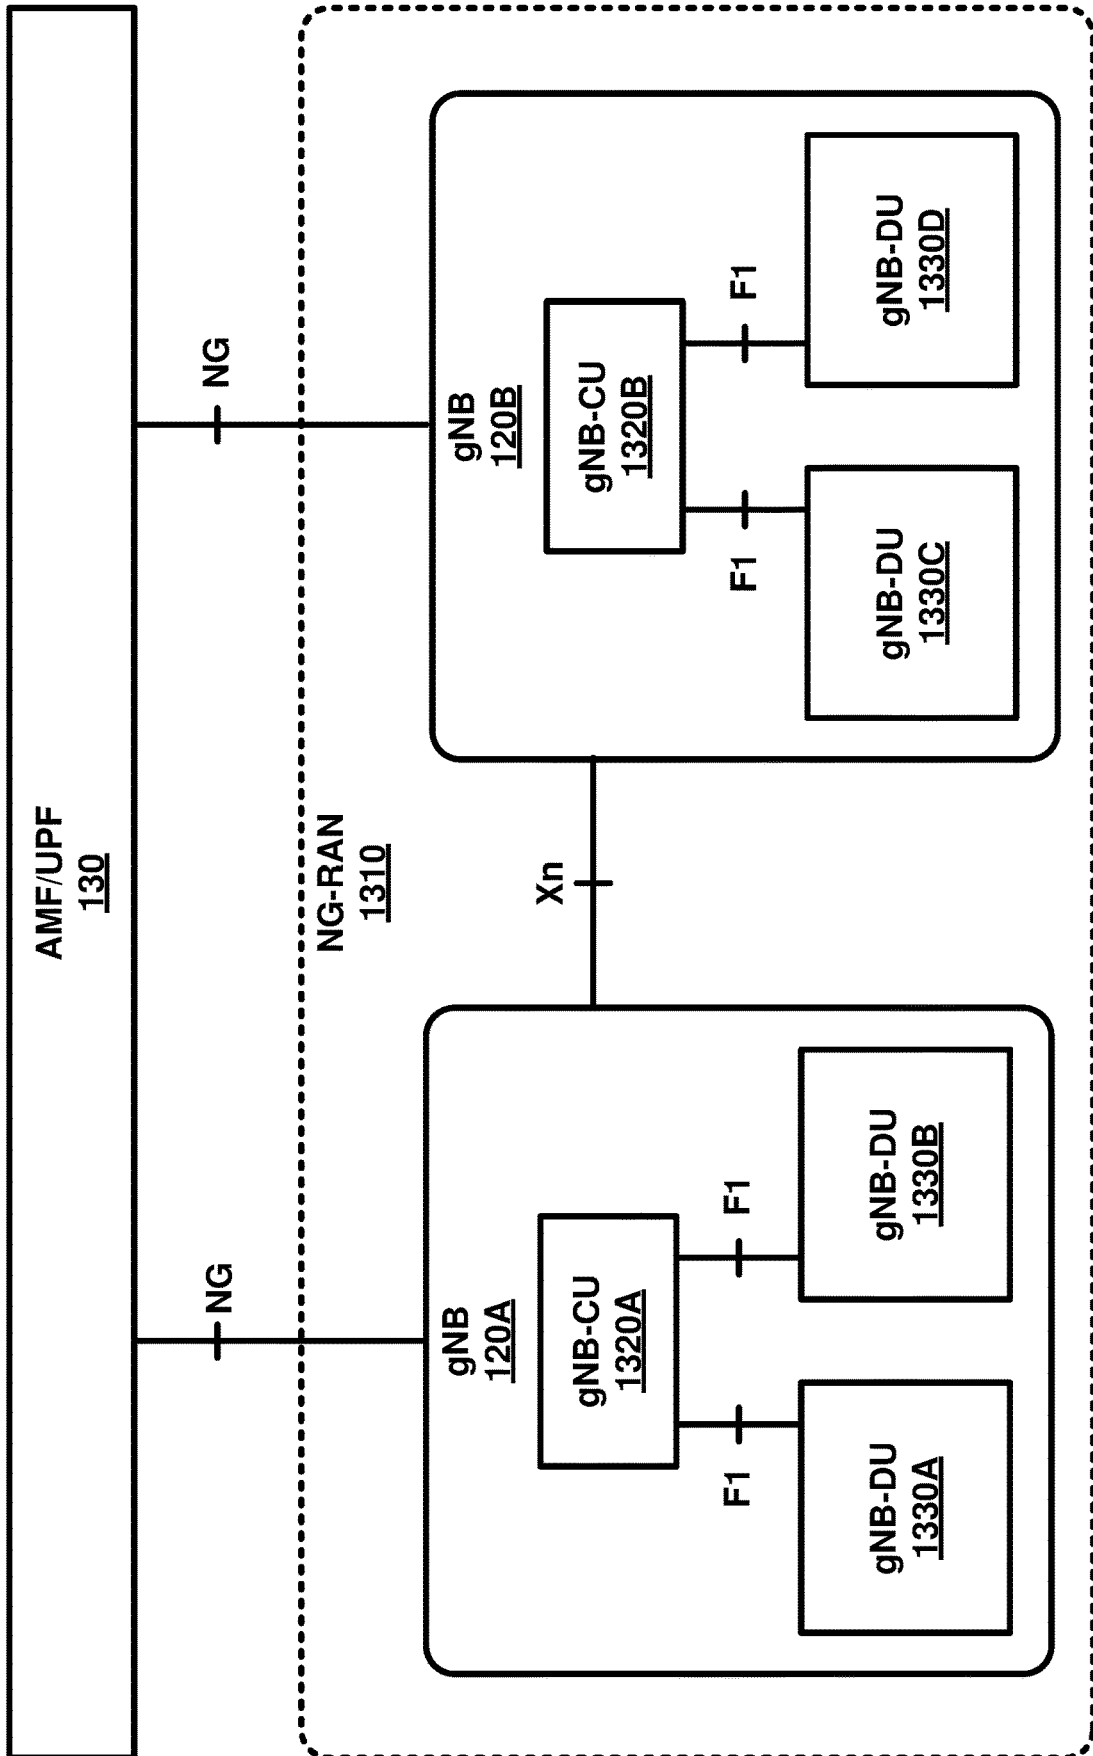 AMF/UPF
130
NG
NG
NG-RAN
1310
gNB
120A
gNB-CU
1320A
F1
F1
gNB-DU
1330A
gNB-DU
1330B
Xn
gNB
120B
gNB-CU
1320B
F1
F1
gNB-DU
1330C
gNB-DU
1330D